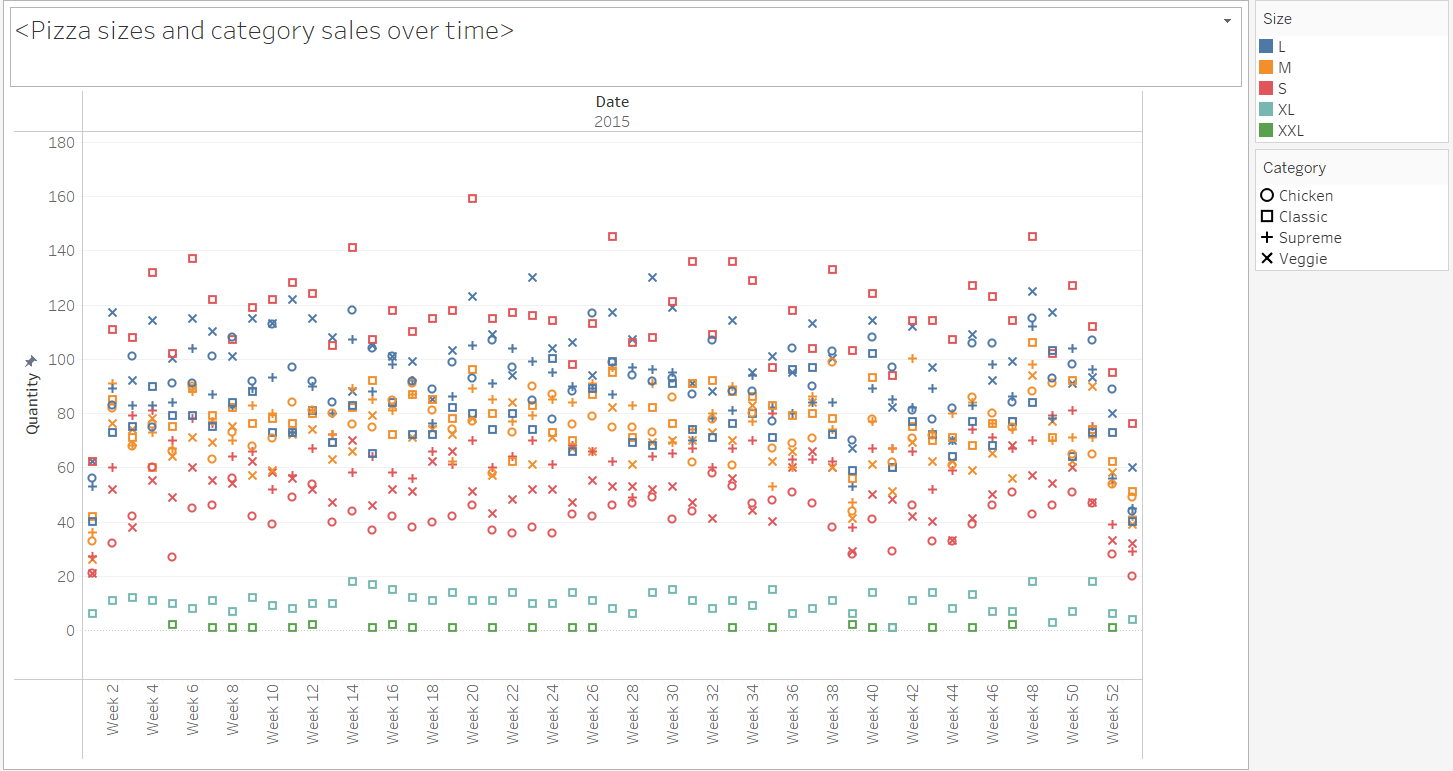 <Pizza sizes and category sales over time>
Date
2015
180
160
140
120
100
80
60
40
20
0
Quantity
Week 2
Week 4
Week 6
Week 8
Week 10
Week 12
Week 14
Week 16
Week 18
Week 20
Week 22
Week 24
Week 26
Week 28
Week 30
Week 32
Week 34
Week 36
Week 38
Week 40
Week 42
Week 44
Week 46
Week 48
Week 50
Week 52
Size
L
M
S
XL
XXL
Category
Chicken
Classic
Supreme
Veggie